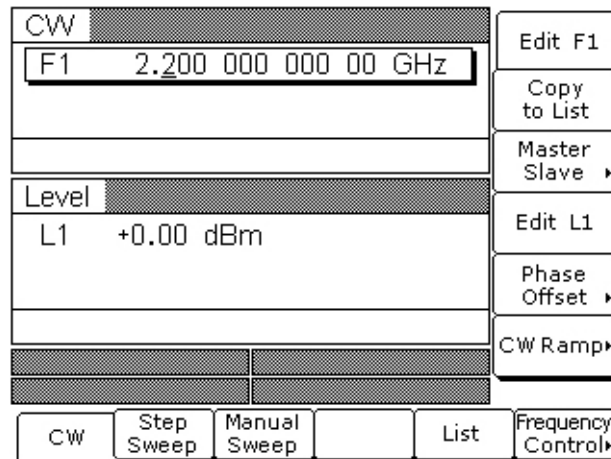 CW
F1 2.200 000 000 00 GHz
Level
L1 +0.00 dBm
Edit F1
Copy
to List
Master
Slave
Edit L1
Phase
Offset
CW Ramp
CW
Step
Sweep
Manual
Sweep
List
Frequency
Control